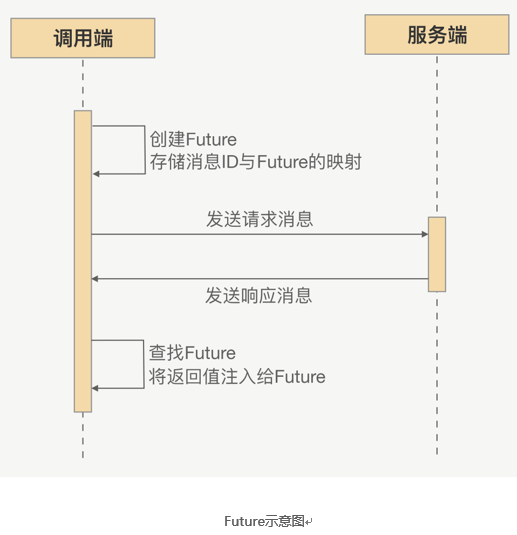 调用端
服务端
创建Future
存储消息ID与Future的映射
发送请求消息
发送响应消息
查找Future
将返回值注入给Future
Future示意图